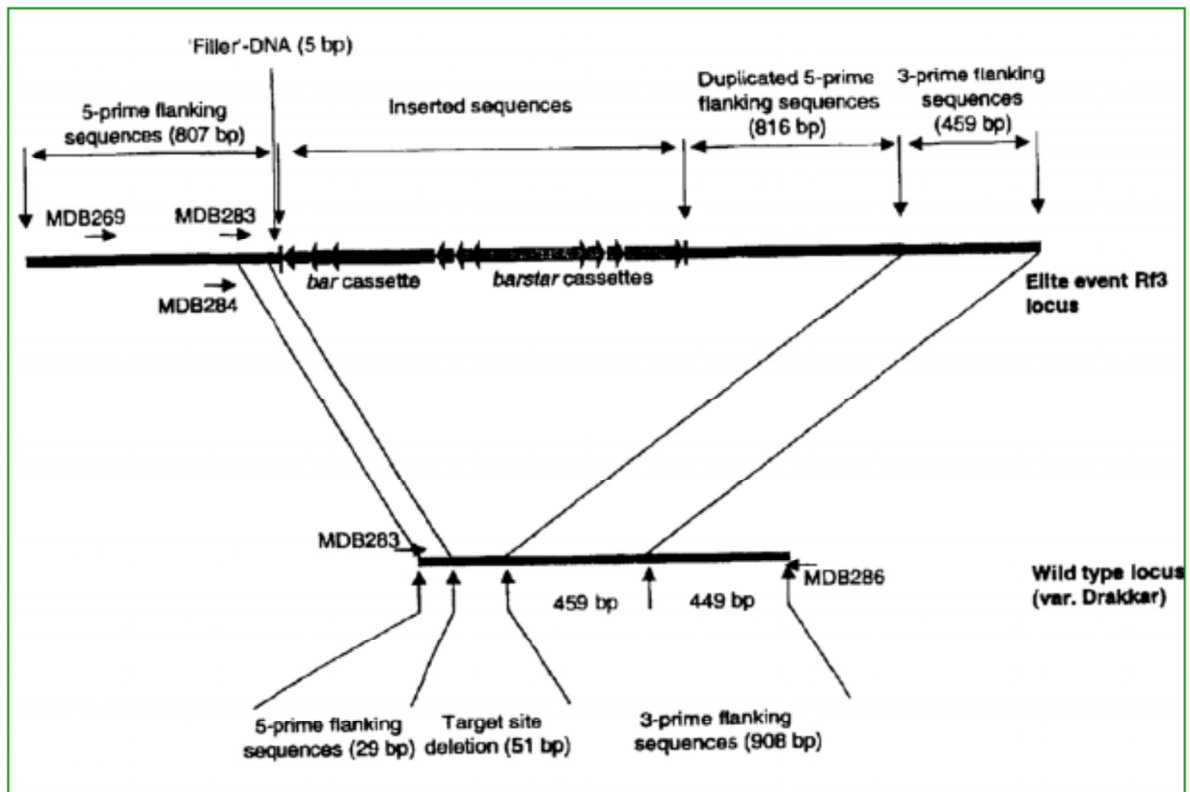 'Filler'-DNA (5 bp)
5-prime flanking
sequences (807 bp)
Inserted sequences
Duplicated 5-prime
flanking sequences
(816 bp)
3-prime flanking
sequences
(459 bp)
MDB269
MDB283
MDB284
bar cassette
barstar cassettes
Elite event Rf3
locus
MDB283
MDB286
459 bp
449 bp
Wild type locus
(var. Drakkar)
5-prime flanking
sequences (29 bp)
Target site
deletion (51 bp)
3-prime flanking
sequences (908 bp)